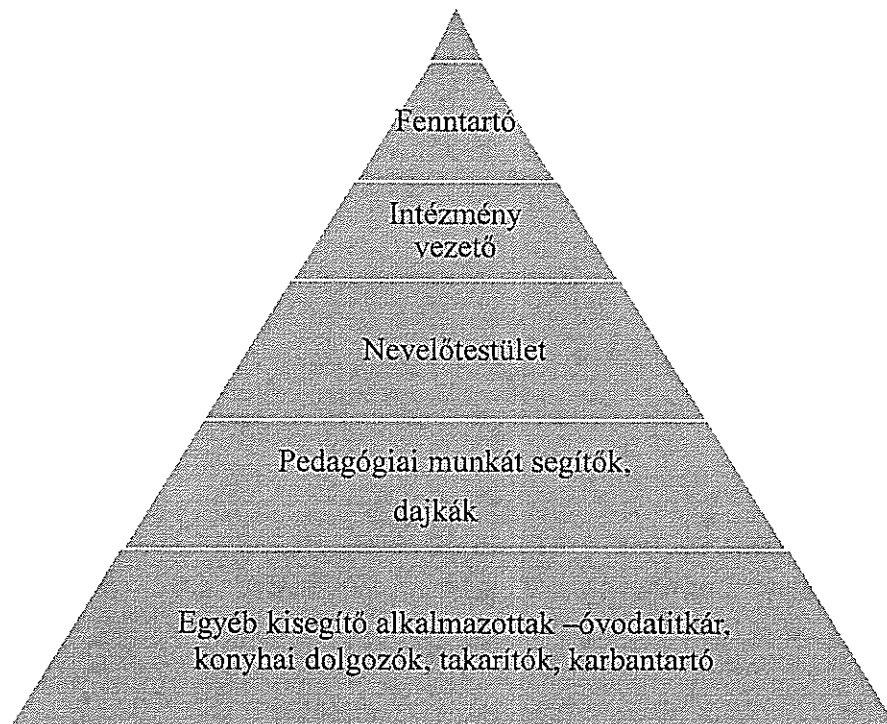 Fenntartó
Intézmény
vezető
Nevelőtestület
Pedagógiai munkát segítők,
dajkák
Egyéb kisegítő alkalmazottak –óvodatitkár,
konyhai dolgozók, takarítók, karbantartó